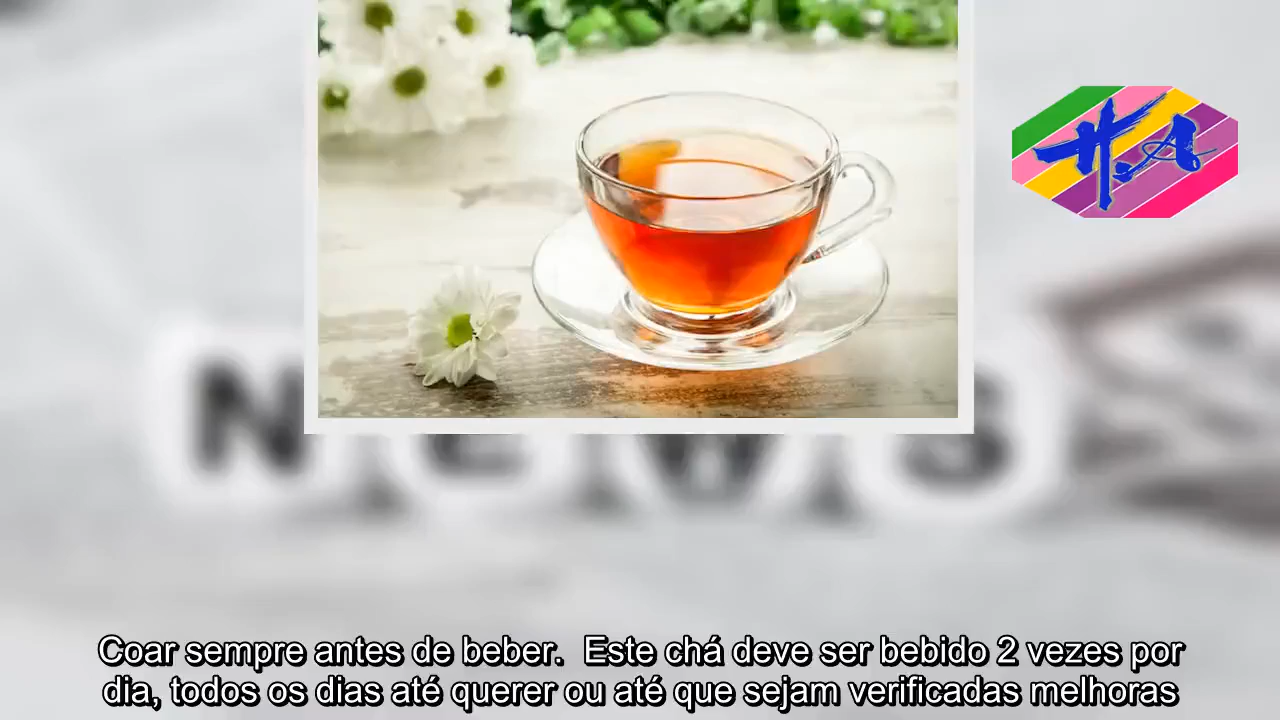 H.A
NEWS
Coar sempre antes de beber.  Este chá deve ser bebido 2 vezes por
dia, todos os dias até querer ou até que sejam verificadas melhoras